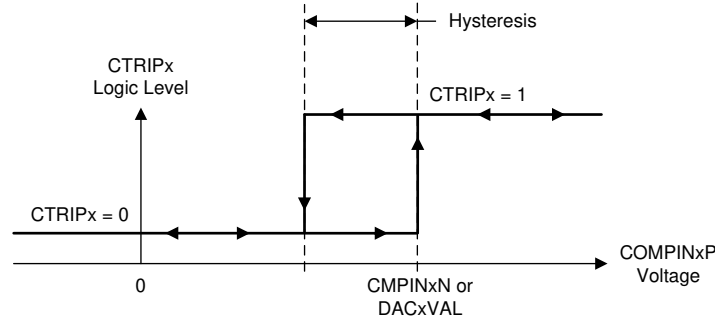 Hysteresis
CTRIPx
Logic Level
CTRIPx = 1
CTRIPx = 0
COMPINxP
Voltage
0
CMPINxN or
DACxVAL